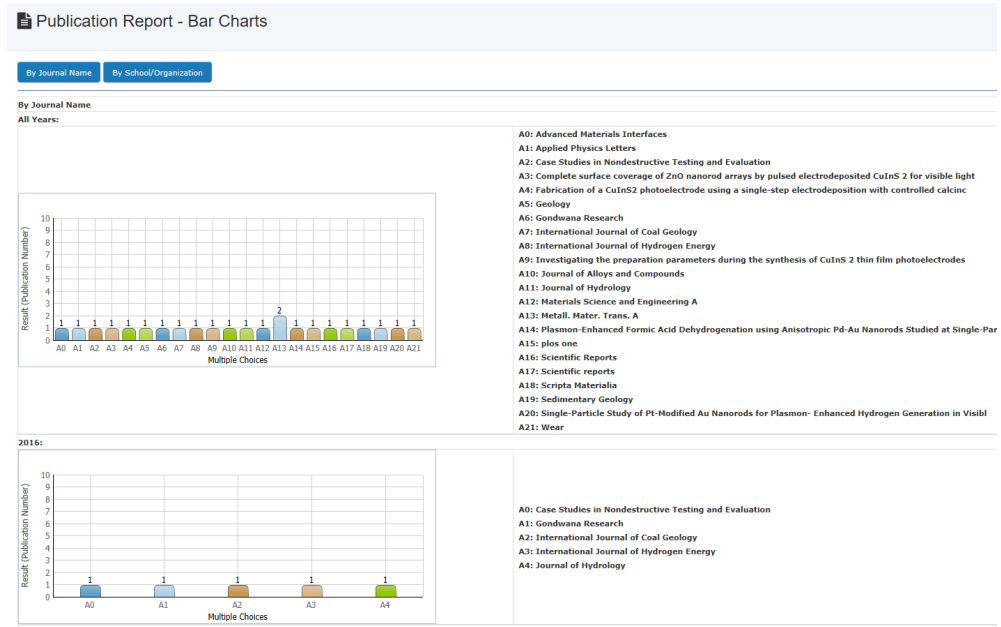 Publication Report - Bar Charts
By Journal Name By School/Organization
By Journal Name
All Years:
10
9
8
7
6
5
4
3
2
1
0
Result (Publication Number)
1 1 1 1 1 1 1 1 1 1 1 1 1 2 1 1 1 1 1 1 1 1
A0 A1 A2 A3 A4 A5 A6 A7 A8 A9 A10 A11 A12 A13 A14 A15 A16 A17 A18 A19 A20 A21
Multiple Choices
A0: Advanced Materials Interfaces
A1: Applied Physics Letters
A2: Case Studies in Nondestructive Testing and Evaluation
A3: Complete surface coverage of ZnO nanorod arrays by pulsed electrodeposited CuInS 2 for visible light
A4: Fabrication of a CuInS2 photoelectrode using a single-step electrodeposition with controlled calcinc
A5: Geology
A6: Gondwana Research
A7: International Journal of Coal Geology
A8: International Journal of Hydrogen Energy
A9: Investigating the preparation parameters during the synthesis of CuInS 2 thin film photoelectrodes
A10: Journal of Alloys and Compounds
A11: Journal of Hydrology
A12: Materials Science and Engineering A
A13: Metall. Mater. Trans. A
A14: Plasmon-Enhanced Formic Acid Dehydrogenation using Anisotropic Pd-Au Nanorods Studied at Single-Par
A15: plos one
A16: Scientific Reports
A17: Scientific reports
A18: Scripta Materialia
A19: Sedimentary Geology
A20: Single-Particle Study of Pt-Modified Au Nanorods for Plasmon- Enhanced Hydrogen Generation in Visibl
A21: Wear
2016:
10
9
8
7
6
5
4
3
2
1
0
Result (Publication Number)
1 1 1 1 1
A0 A1 A2 A3 A4
Multiple Choices
A0: Case Studies in Nondestructive Testing and Evaluation
A1: Gondwana Research
A2: International Journal of Coal Geology
A3: International Journal of Hydrogen Energy
A4: Journal of Hydrology